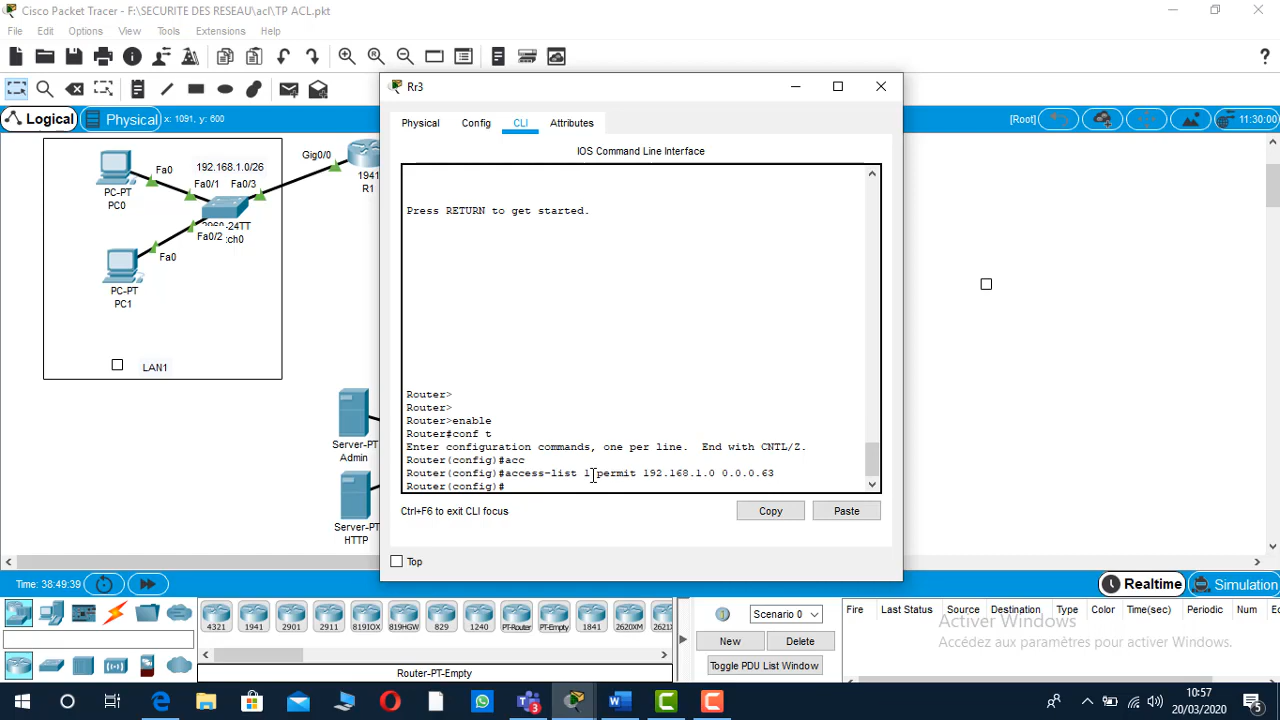 Cisco Packet Tracer - F:\SECURITE DES RESEAU\acl\TP ACL.pkt
File Edit Options View Tools Extensions Help
Logical Physical x: 1091, y: 600 [Root] 11:30:00
Rr3
Physical Config CLI Attributes
IOS Command Line Interface
Press RETURN to get started.
Router>
Router>
Router>enable
Router#conf t
Enter configuration commands, one per line. End with CNTL/Z.
Router(config)#acc
Router(config)#access-list 1 permit 192.168.1.0 0.0.0.63
Router(config)#
Ctrl+F6 to exit CLI focus
Copy Paste
Top
192.168.1.0/26
Gig0/0
Fa0
Fa0/1 Fa0/3
PC-PT
PC0
1941
R1
Fa0/2
Fa0
PC-PT
PC1
LAN1
Server-PT
Admin
Server-PT
HTTP
Time: 38:49:39
Realtime Simulation
4321 1941 2901 2911 819IOX 819HGW 829 1240 PT-Router PT-Empty 1841 2620XM
Router-PT-Empty
Scenario 0
New Delete
Toggle PDU List Window
Fire Last Status Source Destination Type Color Time(sec) Periodic Num
Activer Windows
Accédez aux paramètres pour activer Windows.
10:57
20/03/2020